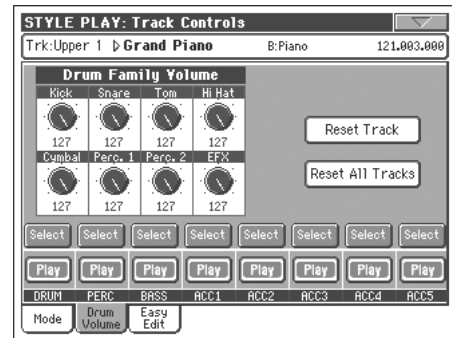 STYLE PLAY: Track Controls
Trk:Upper 1 Grand Piano B:Piano 121.003.000
Drum Family Volume
Kick Snare Tom Hi Hat
127 127 127 127
Cymbal Perc. 1 Perc. 2 EFX
127 127 127 127
Reset Track
Reset All Tracks
Select Select Select Select Select Select Select Select
Play Play Play Play Play Play Play Play
DRUM PERC BASS ACC1 ACC2 ACC3 ACC4 ACC5
Mode Drum Volume Easy Edit